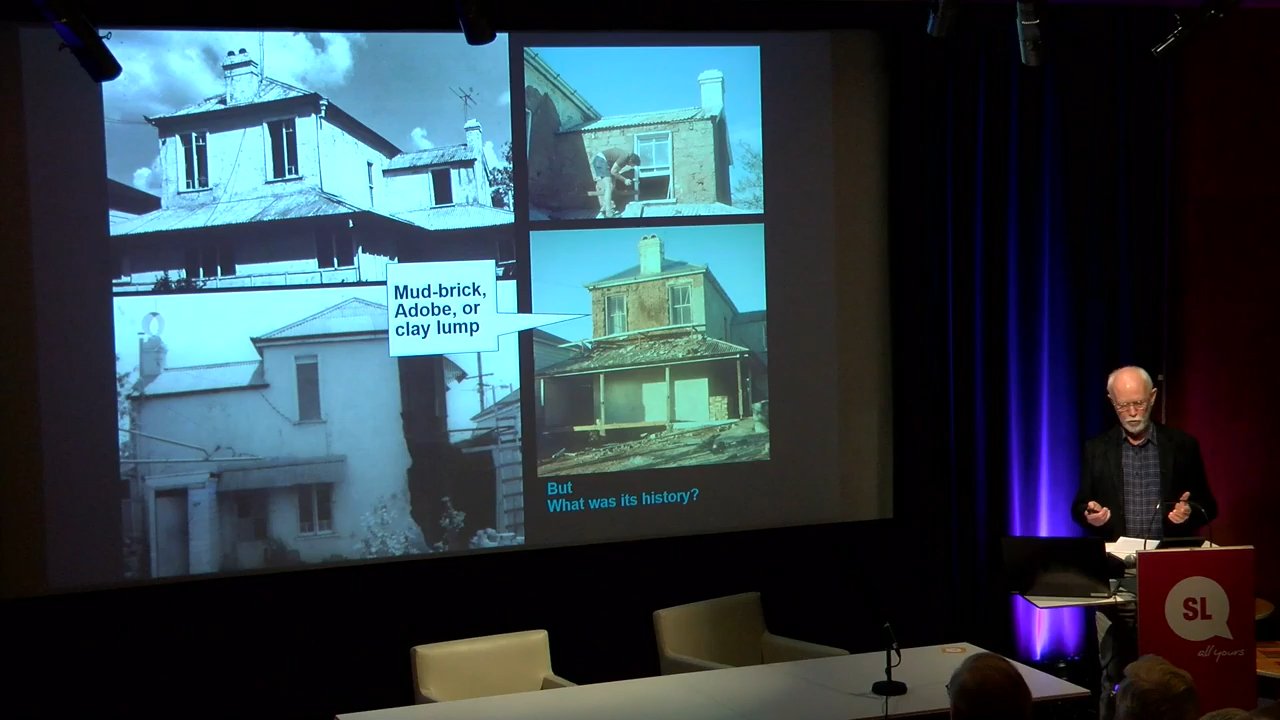 Mud-brick,
Adobe, or
clay lump
But
What was its history?
SL
all yours